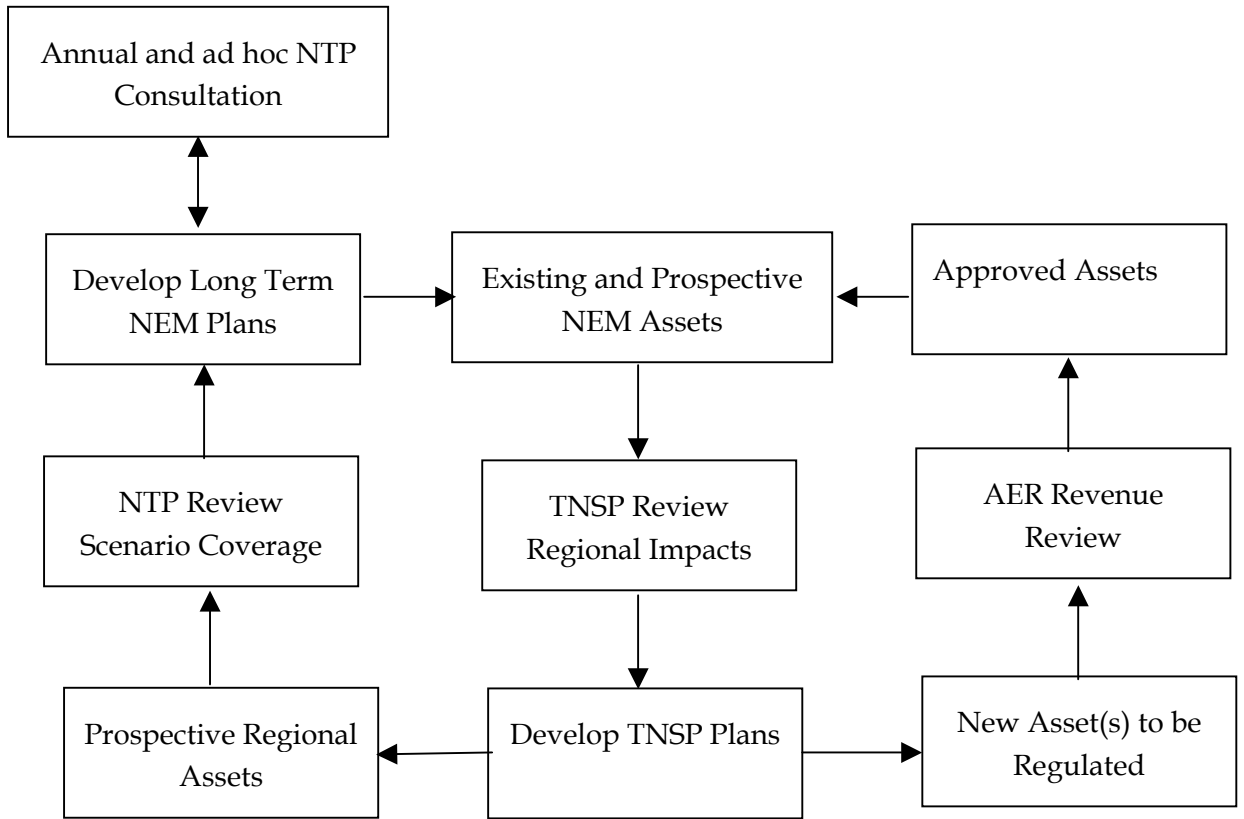 Annual and ad hoc NTP
Consultation
Develop Long Term
NEM Plans
Existing and Prospective
NEM Assets
Approved Assets
NTP Review
Scenario Coverage
TNSP Review
Regional Impacts
AER Revenue
Review
Prospective Regional
Assets
Develop TNSP Plans
New Asset(s) to be
Regulated